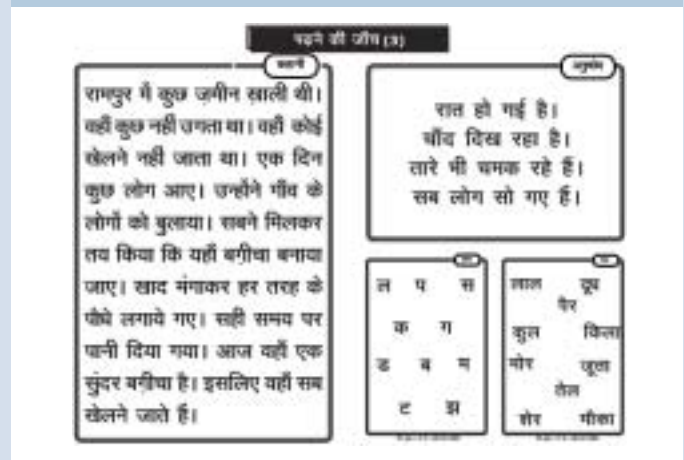 पढ़ने की जाँच (3)
कहानी
रामपुर में कुछ जमीन खाली थी।
वहाँ कुछ नहीं उगता था। वहाँ कोई
खेलने नहीं जाता था। एक दिन
कुछ लोग आए। उन्होंने गाँव के
लोगों को बुलाया। सबने मिलकर
तय किया कि यहाँ बग़ीचा बनाया
जाए। खाद मंगाकर हर तरह के
पौधे लगाये गए। सही समय पर
पानी दिया गया। आज वहाँ एक
सुंदर बग़ीचा है। इसलिए वहाँ सब
खेलने जाते हैं।
अनुच्छेद
रात हो गई है।
चाँद दिख रहा है।
तारे भी चमक रहे हैं।
सब लोग सो गए हैं।
ल प स
क ग
ड ब म
ट झ
लाल दूध
पैर
कुल किला
मोर जूता
तेल
शेर मौका